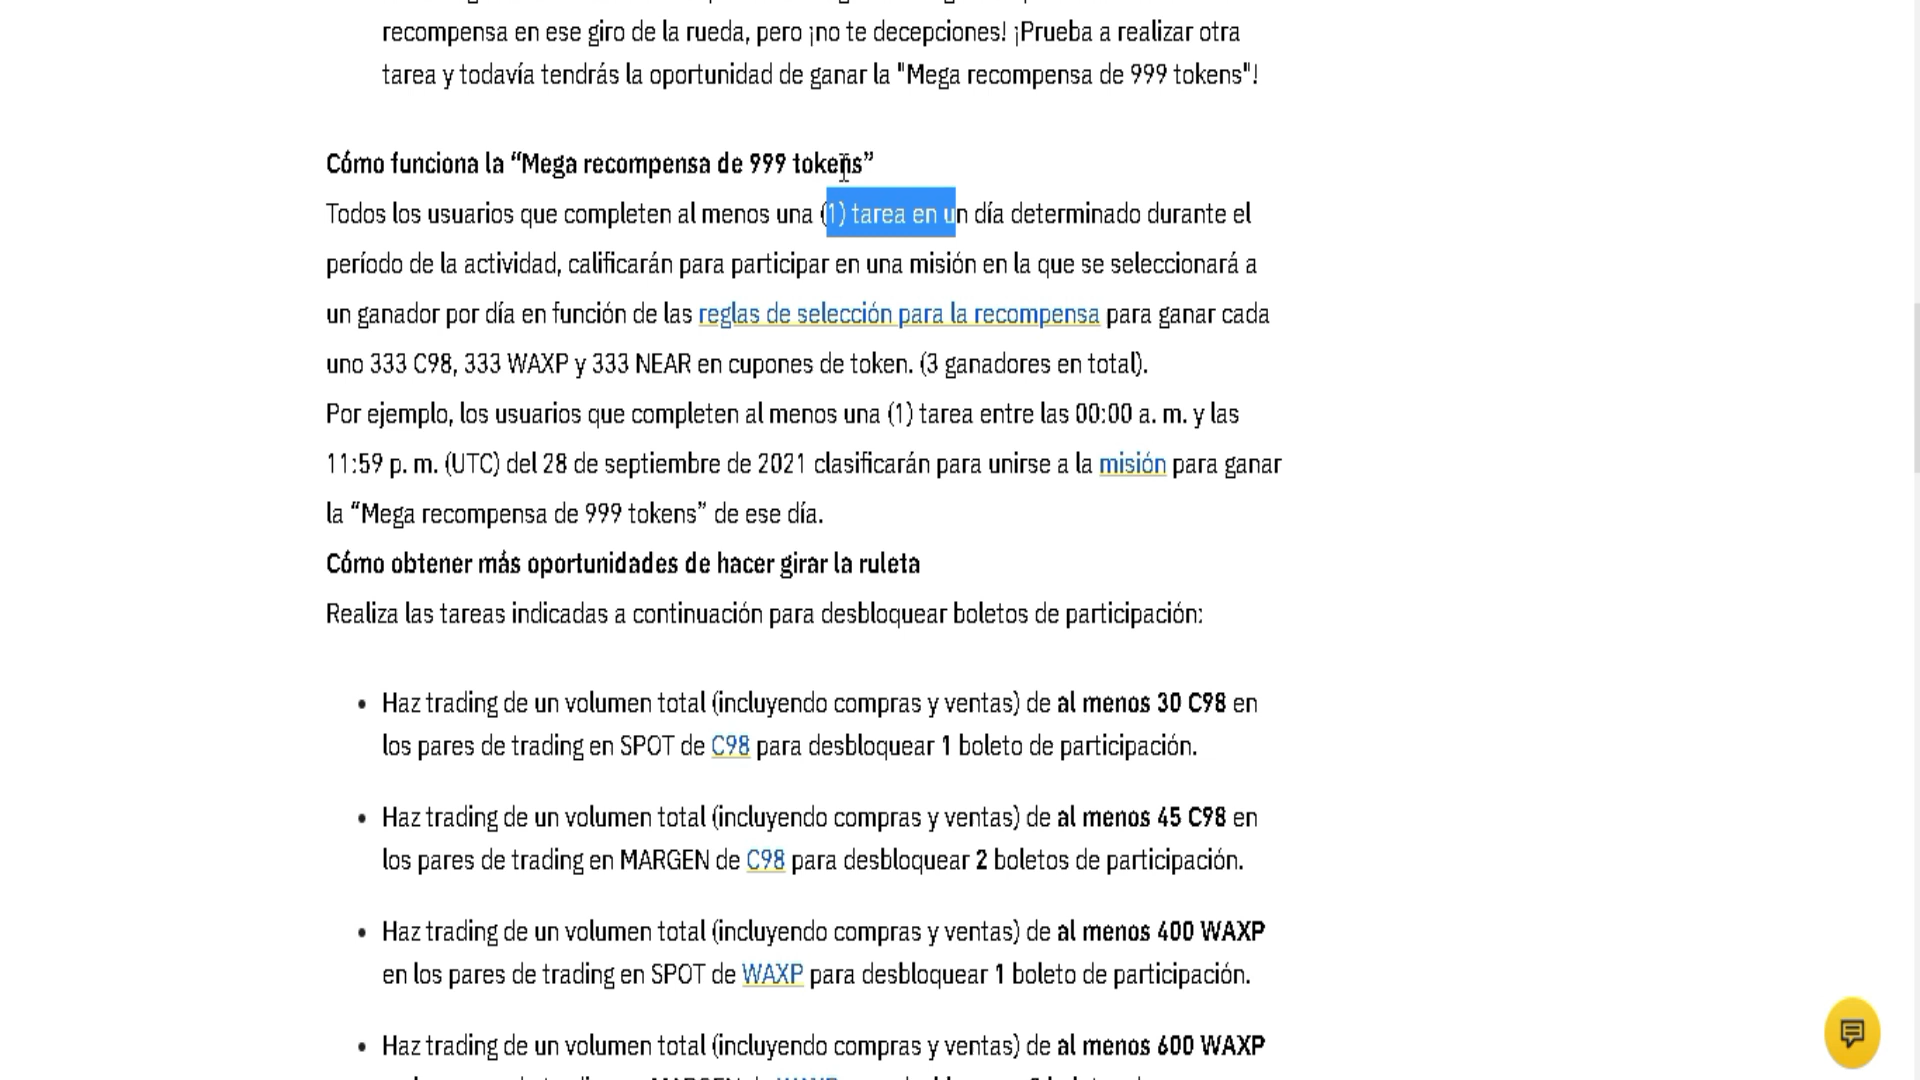 recompensa en ese giro de la rueda, pero ¡no te decepciones! ¡Prueba a realizar otra
tarea y todavía tendrás la oportunidad de ganar la "Mega recompensa de 999 tokens"!
Cómo funciona la “Mega recompensa de 999 tokens”
Todos los usuarios que completen al menos una (1) tarea en un día determinado durante el
período de la actividad, calificarán para participar en una misión en la que se seleccionará a
un ganador por día en función de las reglas de selección para la recompensa para ganar cada
uno 333 C98, 333 WAXP y 333 NEAR en cupones de token. (3 ganadores en total).
Por ejemplo, los usuarios que completen al menos una (1) tarea entre las 00:00 a. m. y las
11:59 p. m. (UTC) del 28 de septiembre de 2021 clasificarán para unirse a la misión para ganar
la “Mega recompensa de 999 tokens” de ese día.
Cómo obtener más oportunidades de hacer girar la ruleta
Realiza las tareas indicadas a continuación para desbloquear boletos de participación:
• Haz trading de un volumen total (incluyendo compras y ventas) de al menos 30 C98 en
los pares de trading en SPOT de C98 para desbloquear 1 boleto de participación.
• Haz trading de un volumen total (incluyendo compras y ventas) de al menos 45 C98 en
los pares de trading en MARGEN de C98 para desbloquear 2 boletos de participación.
• Haz trading de un volumen total (incluyendo compras y ventas) de al menos 400 WAXP
en los pares de trading en SPOT de WAXP para desbloquear 1 boleto de participación.
• Haz trading de un volumen total (incluyendo compras y ventas) de al menos 600 WAXP